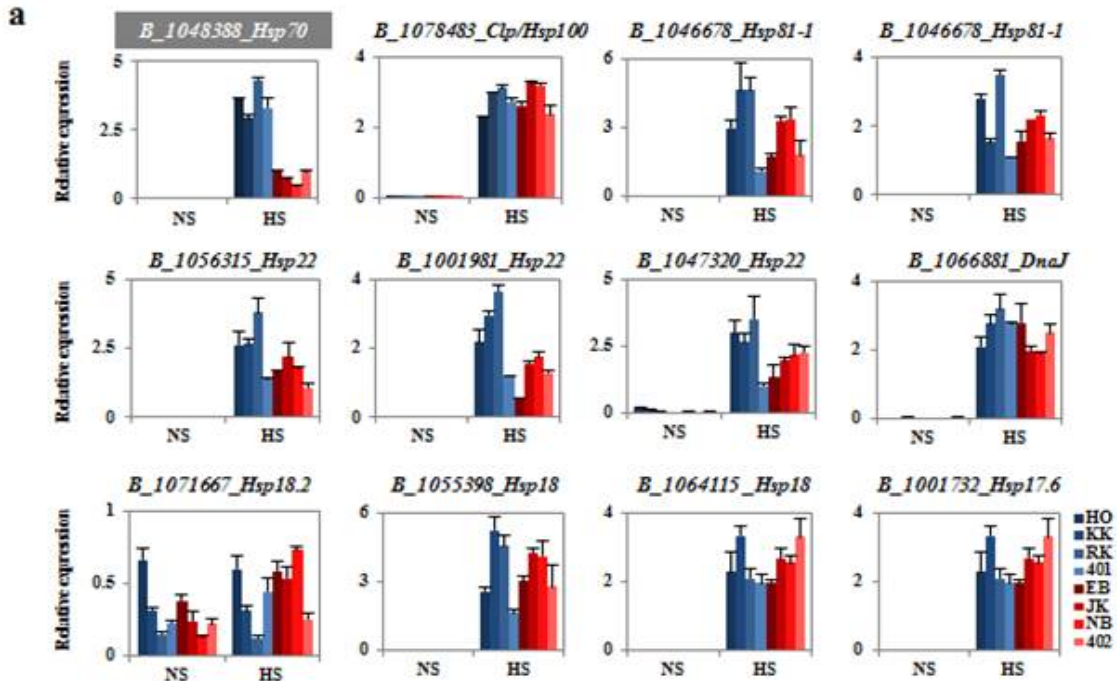 a
B_1048388_Hsp70
B_1078483_Clp/Hsp100
B_1046678_Hsp81-1
B_1046678_Hsp81-1
Relative expression
5
2.5
0
NS
HS
4
2
0
NS
HS
6
3
0
NS
HS
4
2
0
NS
HS
B_1056315_Hsp22
B_1001981_Hsp22
B_1047320_Hsp22
B_1066881_DnaJ
Relative expression
5
2.5
0
NS
HS
4
2
0
NS
HS
5
2.5
0
NS
HS
4
2
0
NS
HS
B_1071667_Hsp18.2
B_1055398_Hsp18
B_1064115_Hsp18
B_1001732_Hsp17.6
Relative expression
1
0.5
0
NS
HS
6
3
0
NS
HS
4
2
0
NS
HS
4
2
0
NS
HS
HO
KK
RK
401
EB
JK
NB
402